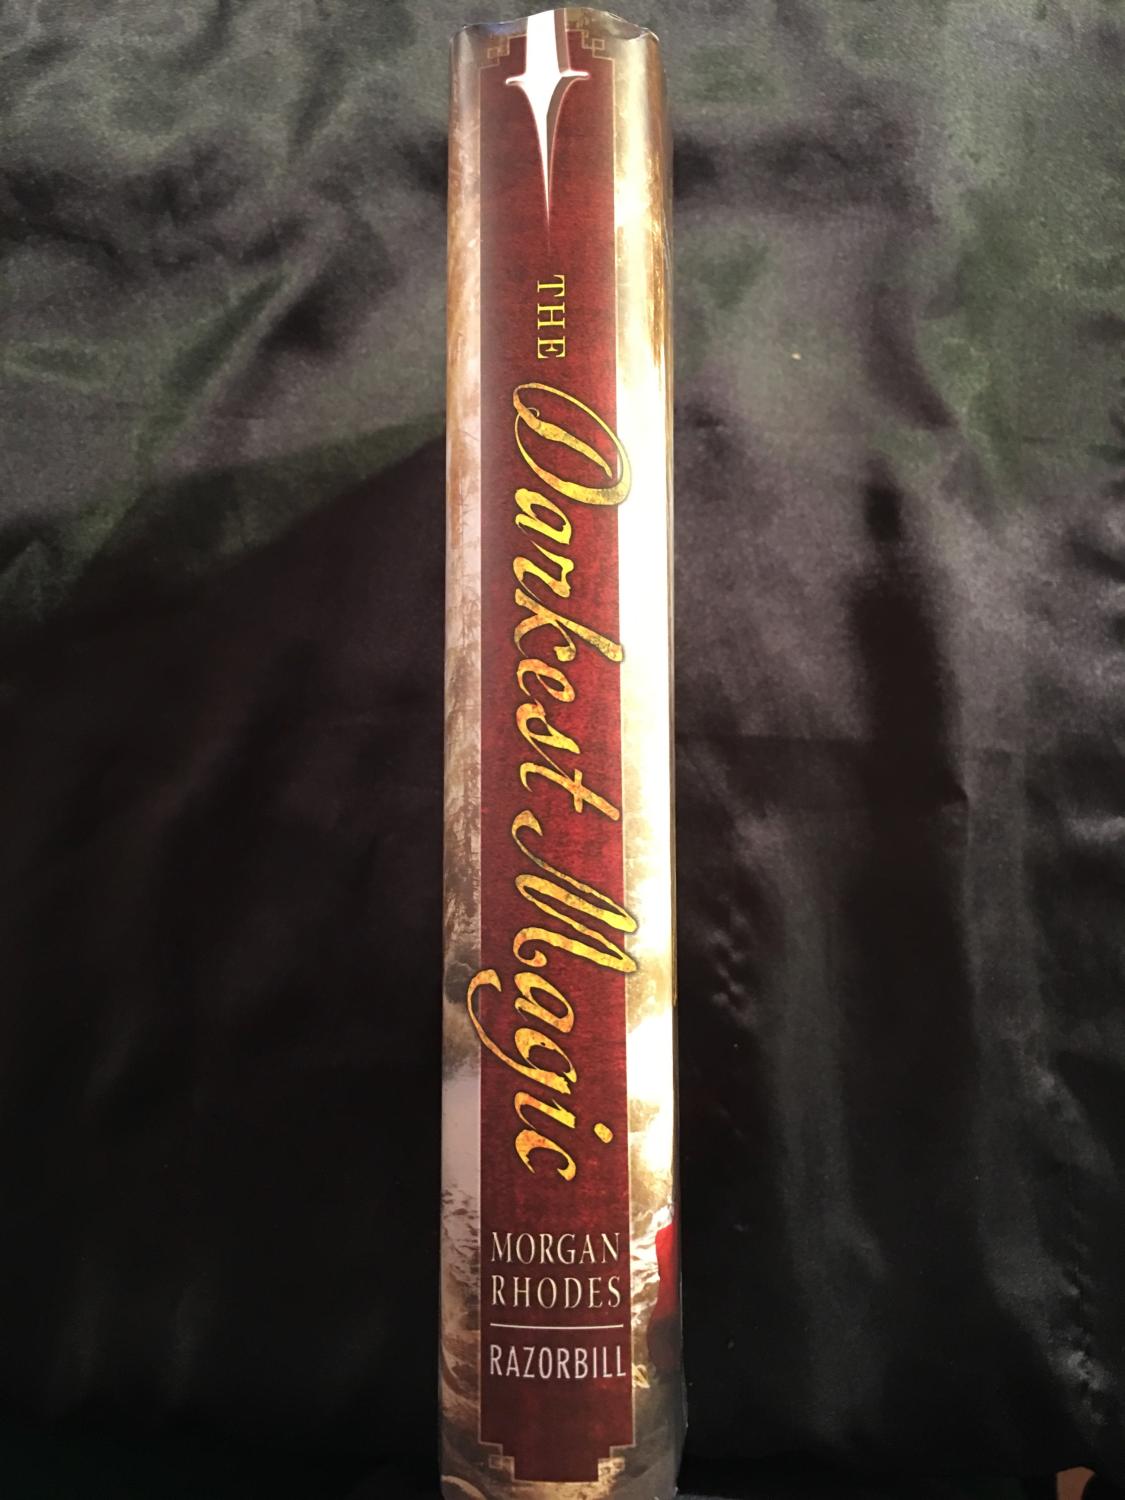 THE Darkest Magic
MORGAN
RHODES
RAZORBILL